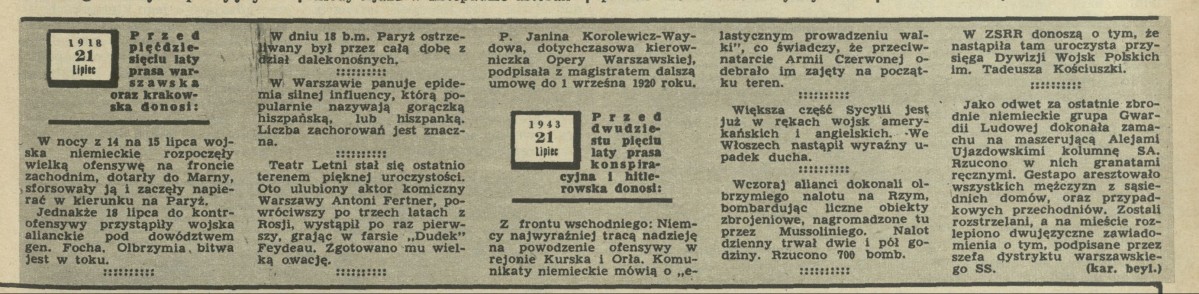 1918
21
Lipiec
Przed
pięćdzie-
sięciu laty
prasa war-
szawska
oraz krakow-
ska donosi:
W nocy z 14 na 15 lipca woj-
ska niemieckie rozpoczęły
wielką ofensywę na froncie
zachodnim, dotarły do Marny,
sforsowały ją i zaczęły napie-
rać w kierunku na Paryż.
Jednakże 18 lipca do kontr-
ofensywy przystąpiły wojska
alianckie pod dowództwem
gen. Focha. Olbrzymia bitwa
jest w toku.
W dniu 18 b.m. Paryż ostrze-
liwany był przez całą dobę z
dział dalekonośnych.
W Warszawie panuje epide-
mia silnej influency, którą po-
pularnie nazywają gorączką
hiszpańską, lub hiszpanką.
Liczba zachorowań jest znacz-
na.
Teatr Letni stał się ostatnio
terenem pięknej uroczystości.
Oto ulubiony aktor komiczny
Warszawy Antoni Fertner, po-
wróciwszy po trzech latach z
Rosji, wystąpił po raz pierw-
szy, grając w farsie „Dudek"
Feydeau. Zgotowano mu wiel-
ką owację.
P. Janina Korolewicz-Way-
dowa, dotychczasowa kierow-
niczka Opery Warszawskiej,
podpisała z magistratem dalszą
umowę do 1 września 1920 roku.
1943
21
Lipiec
Przed
dwudzie-
stu pięciu
laty prasa
konspira-
cyjna i hitle-
rowska donosi:
Z frontu wschodniego: Niem-
cy najwyraźniej tracą nadzieję
na powodzenie ofensywy w
rejonie Kurska i Orła. Komu-
nikaty niemieckie mówią o „e-
lastycznym prowadzeniu wal-
ki", co świadczy, że przeciw-
natarcie Armii Czerwonej o-
debrało im zajęty na począt-
ku teren.
Większa część Sycylii jest
już w rękach wojsk amery-
kańskich i angielskich. We
Włoszech nastąpił wyraźny u-
padek ducha.
Wczoraj alianci dokonali ol-
brzymiego nalotu na Rzym,
bombardując liczne obiekty
zbrojeniowe, nagromadzone tu
przez Mussoliniego. Nalot
dzienny trwał dwie i pół go-
dziny. Rzucono 700 bomb.
W ZSRR donoszą o tym, że
nastąpiła tam uroczysta przy-
sięga Dywizji Wojsk Polskich
im. Tadeusza Kościuszki.
Jako odwet za ostatnie zbro-
dnie niemieckie grupa Gwar-
dii Ludowej dokonała zama-
chu na maszerującą Alejami
Ujazdowskimi kolumnę SA.
Rzucono w nich granatami
ręcznymi. Gestapo aresztowało
wszystkich mężczyzn z sąsie-
dnich domów, oraz przypad-
kowych przechodniów. Zostali
rozstrzelani, a na mieście roz-
lepiono dwujęzyczne zawiado-
mienia o tym, podpisane przez
szefa dystryktu warszawskie-
go SS. (kar. beyl.)